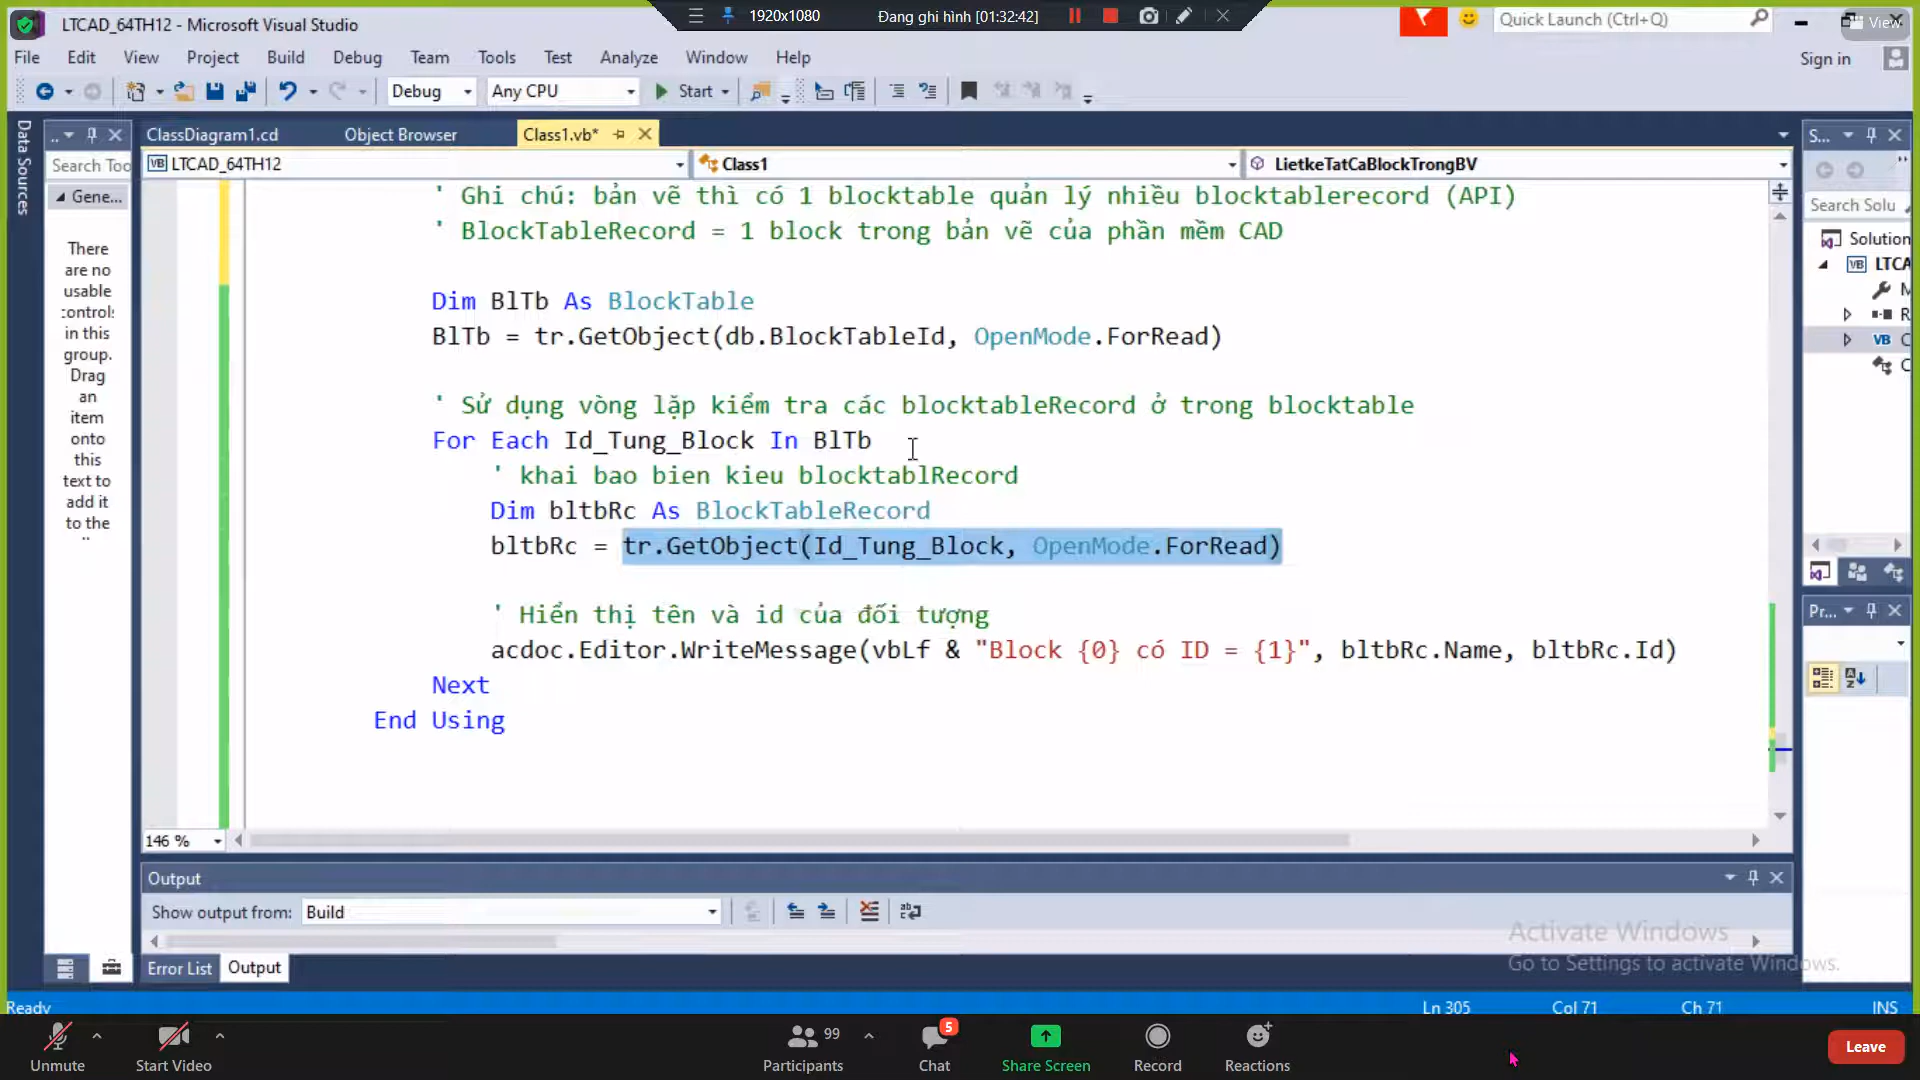 LTCAD_64TH12 - Microsoft Visual Studio
1920x1080
Đang ghi hình [01:32:42]
Quick Launch (Ctrl+Q)
View
File Edit View Project Build Debug Team Tools Test Analyze Window Help
Sign in
Debug
Any CPU
Start
Data Sources
ClassDiagram1.cd
Object Browser
Class1.vb*
S...
Search Too
LTCAD_64TH12
Class1
LietkeTatCaBlockTrongBV
Gene...
There
are no
usable
controls
in this
group.
Drag
an
item
onto
this
text to
add it
to the
' Ghi chú: bản vẽ thì có 1 blocktable quản lý nhiều blocktablerecord (API)
' BlockTableRecord = 1 block trong bản vẽ của phần mềm CAD
Dim BlTb As BlockTable
BlTb = tr.GetObject(db.BlockTableId, OpenMode.ForRead)
' Sử dụng vòng lặp kiểm tra các blocktableRecord ở trong blocktable
For Each Id_Tung_Block In BlTb
' khai bao bien kieu blocktablRecord
Dim bltbRc As BlockTableRecord
bltbRc = tr.GetObject(Id_Tung_Block, OpenMode.ForRead)
' Hiển thị tên và id của đối tượng
acdoc.Editor.WriteMessage(vbLf & "Block {0} có ID = {1}", bltbRc.Name, bltbRc.Id)
Next
End Using
146 %
Search Solu
Solution
VB LTCA
M
R
VB C
C
Pr...
Output
Show output from: Build
Error List
Output
Activate Windows
Go to Settings to activate Windows.
Ready
Ln 305
Col 71
Ch 71
INS
Unmute
Start Video
99
Participants
5
Chat
Share Screen
Record
Reactions
Leave